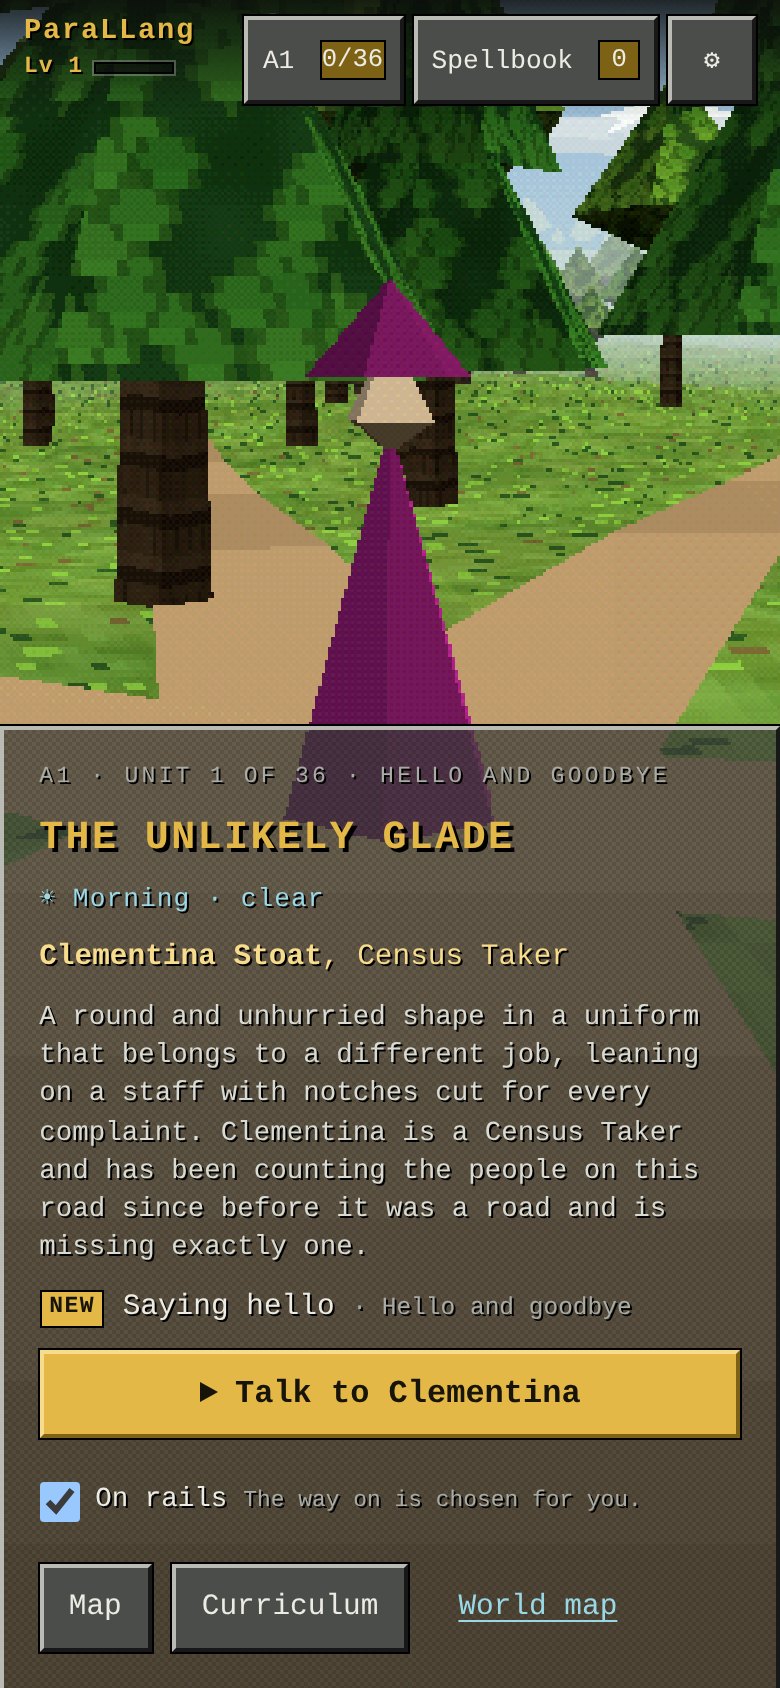 ParaLLang
Lv 1
A1 0/36
Spellbook 0
⚙
A1 · UNIT 1 OF 36 · HELLO AND GOODBYE
THE UNLIKELY GLADE
☀ Morning · clear
Clementina Stoat, Census Taker
A round and unhurried shape in a uniform
that belongs to a different job, leaning
on a staff with notches cut for every
complaint. Clementina is a Census Taker
and has been counting the people on this
road since before it was a road and is
missing exactly one.
NEW Saying hello · Hello and goodbye
▶ Talk to Clementina
On rails The way on is chosen for you.
Map
Curriculum
World map